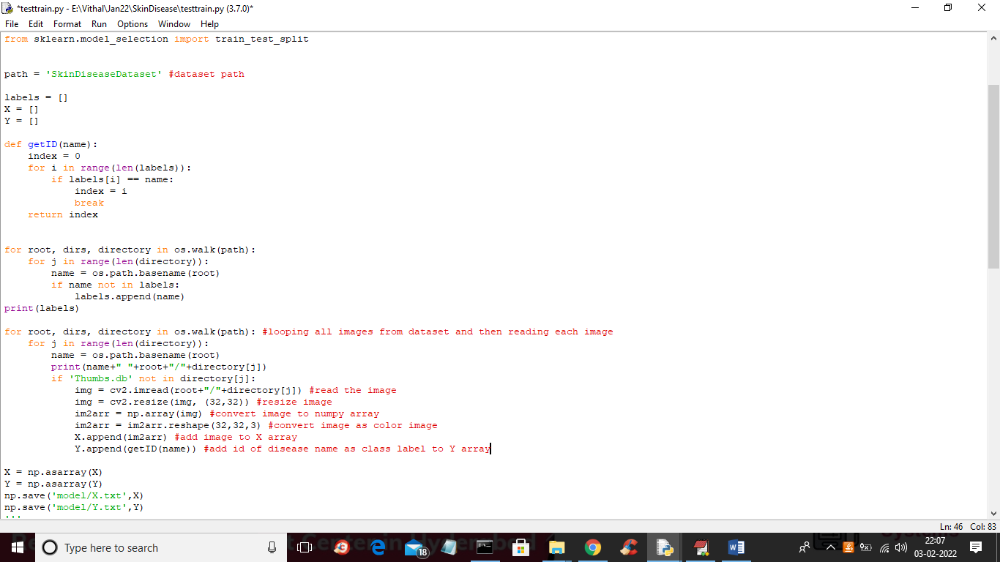 *testtrain.py - E:\Vithal\Jan22\SkinDisease\testtrain.py (3.7.0)*
File Edit Format Run Options Window Help
from sklearn.model_selection import train_test_split
path = 'SkinDiseaseDataset' #dataset path
labels = []
X = []
Y = []
def getID(name):
    index = 0
    for i in range(len(labels)):
        if labels[i] == name:
            index = i
            break
    return index
for root, dirs, directory in os.walk(path):
    for j in range(len(directory)):
        name = os.path.basename(root)
        if name not in labels:
            labels.append(name)
print(labels)
for root, dirs, directory in os.walk(path): #looping all images from dataset and then reading each image
    for j in range(len(directory)):
        name = os.path.basename(root)
        print(name+" "+root+"/"+directory[j])
        if 'Thumbs.db' not in directory[j]:
            img = cv2.imread(root+"/"+directory[j]) #read the image
            img = cv2.resize(img, (32,32)) #resize image
            im2arr = np.array(img) #convert image to numpy array
            im2arr = im2arr.reshape(32,32,3) #convert image as color image
            X.append(im2arr) #add image to X array
            Y.append(getID(name)) #add id of disease name as class label to Y array
X = np.asarray(X)
Y = np.asarray(Y)
np.save('model/X.txt',X)
np.save('model/Y.txt',Y)
'''
Ln: 46 Col: 83
Type here to search
18
22:07
03-02-2022